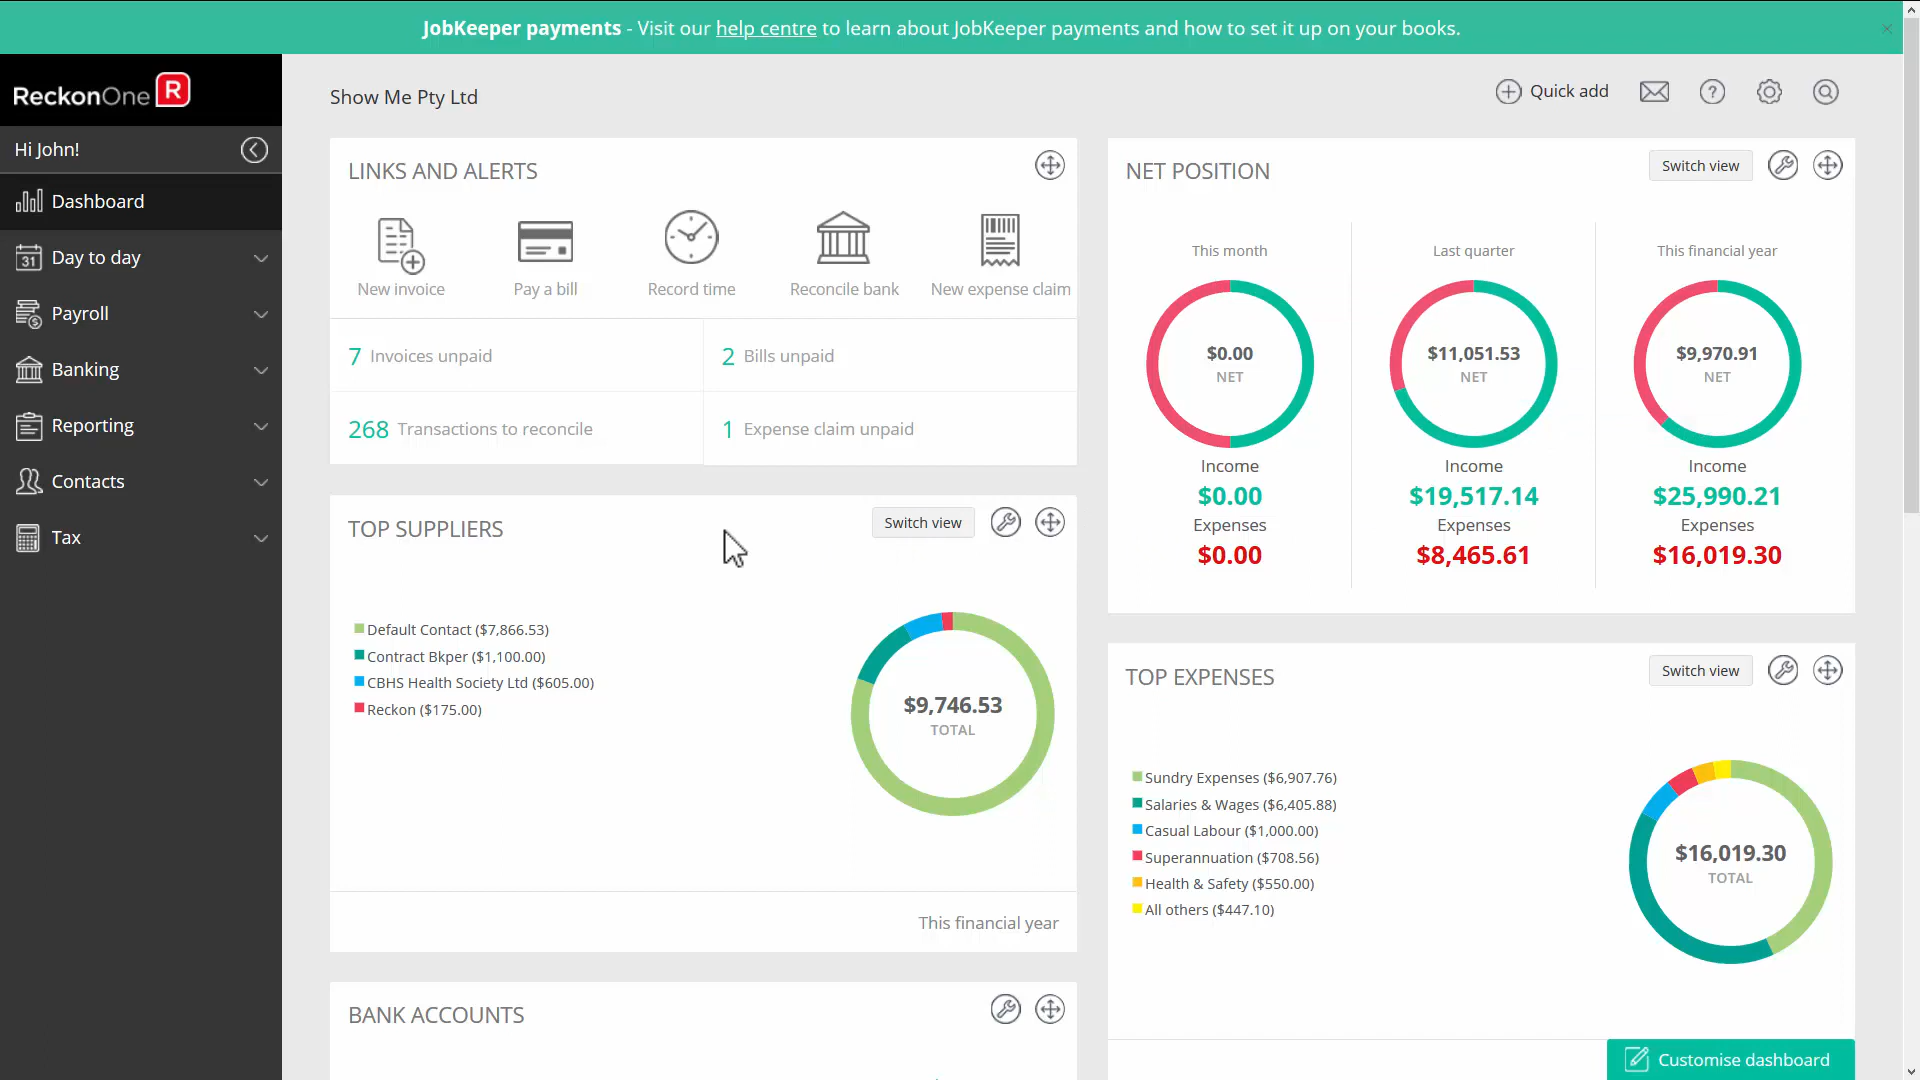 JobKeeper payments - Visit our help centre to learn about JobKeeper payments and how to set it up on your books.
ReckonOne R
Hi John!
Dashboard
31 Day to day
Payroll
Banking
Reporting
Contacts
Tax
Show Me Pty Ltd
Quick add
LINKS AND ALERTS
New invoice
Pay a bill
Record time
Reconcile bank
New expense claim
7 Invoices unpaid
2 Bills unpaid
268 Transactions to reconcile
1 Expense claim unpaid
TOP SUPPLIERS
Switch view
Default Contact ($7,866.53)
Contract Bkper ($1,100.00)
CBHS Health Society Ltd ($605.00)
Reckon ($175.00)
$9,746.53
TOTAL
This financial year
BANK ACCOUNTS
NET POSITION
Switch view
This month
$0.00
NET
Income
$0.00
Expenses
$0.00
Last quarter
$11,051.53
NET
Income
$19,517.14
Expenses
$8,465.61
This financial year
$9,970.91
NET
Income
$25,990.21
Expenses
$16,019.30
TOP EXPENSES
Switch view
Sundry Expenses ($6,907.76)
Salaries & Wages ($6,405.88)
Casual Labour ($1,000.00)
Superannuation ($708.56)
Health & Safety ($550.00)
All others ($447.10)
$16,019.30
TOTAL
Customise dashboard